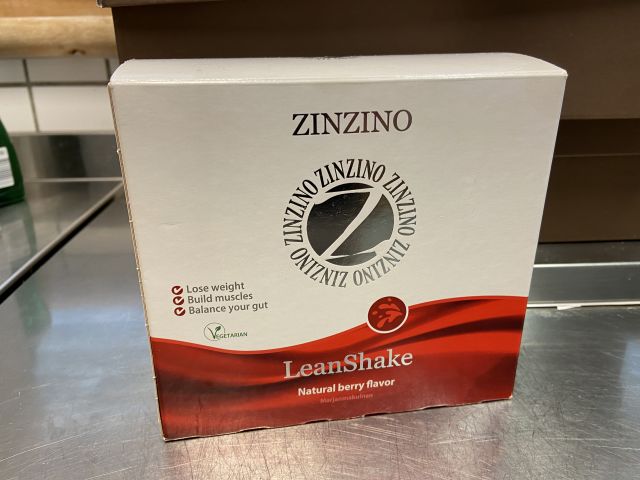 ZINZINO
ZINZINO ZINZINO ZINZINO ZINZINO ZINZINO
Z
Lose weight
Build muscles
Balance your gut
VEGETARIAN
LeanShake
Natural berry flavor
Marjanmakuinen